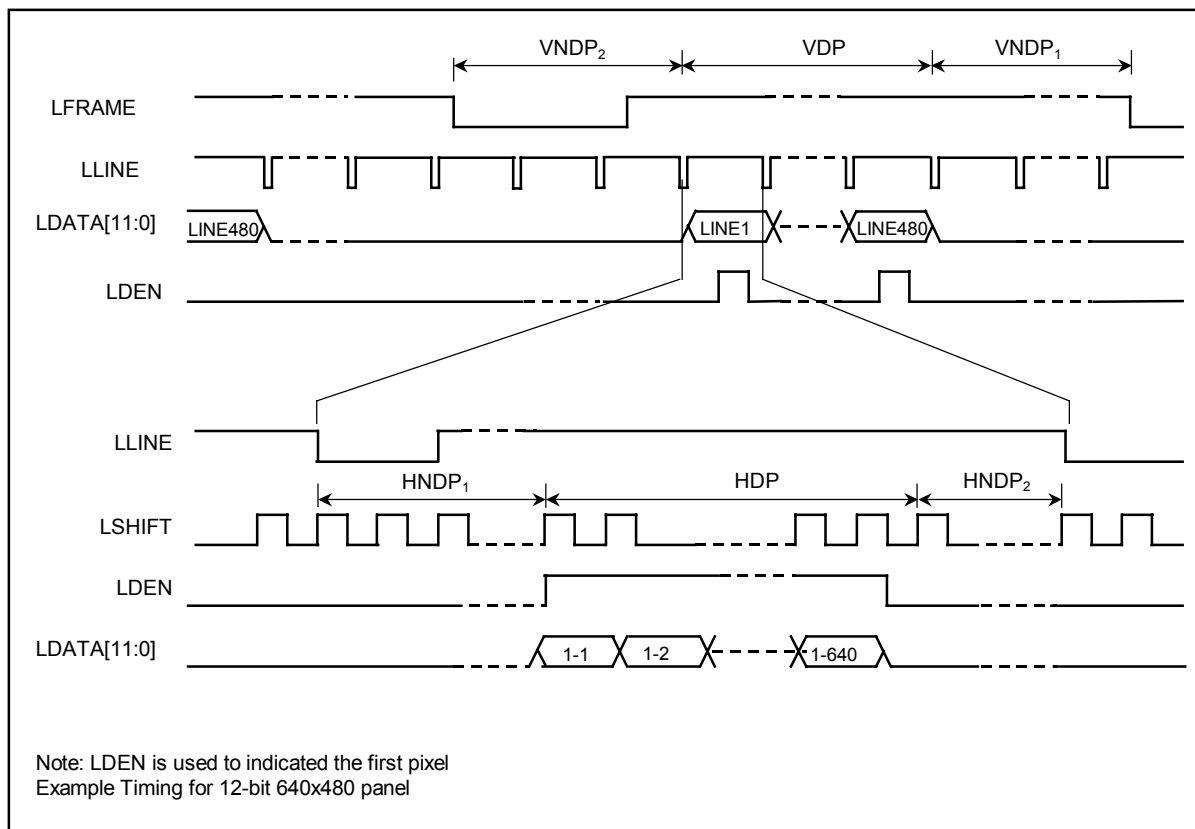 VNDP₂ VDP VNDP₁
LFRAME
LLINE
LDATA[11:0] LINE480 LINE1 LINE480
LDEN
LLINE
HNDP₁ HDP HNDP₂
LSHIFT
LDEN
LDATA[11:0] 1-1 1-2 1-640
Note: LDEN is used to indicated the first pixel
Example Timing for 12-bit 640x480 panel